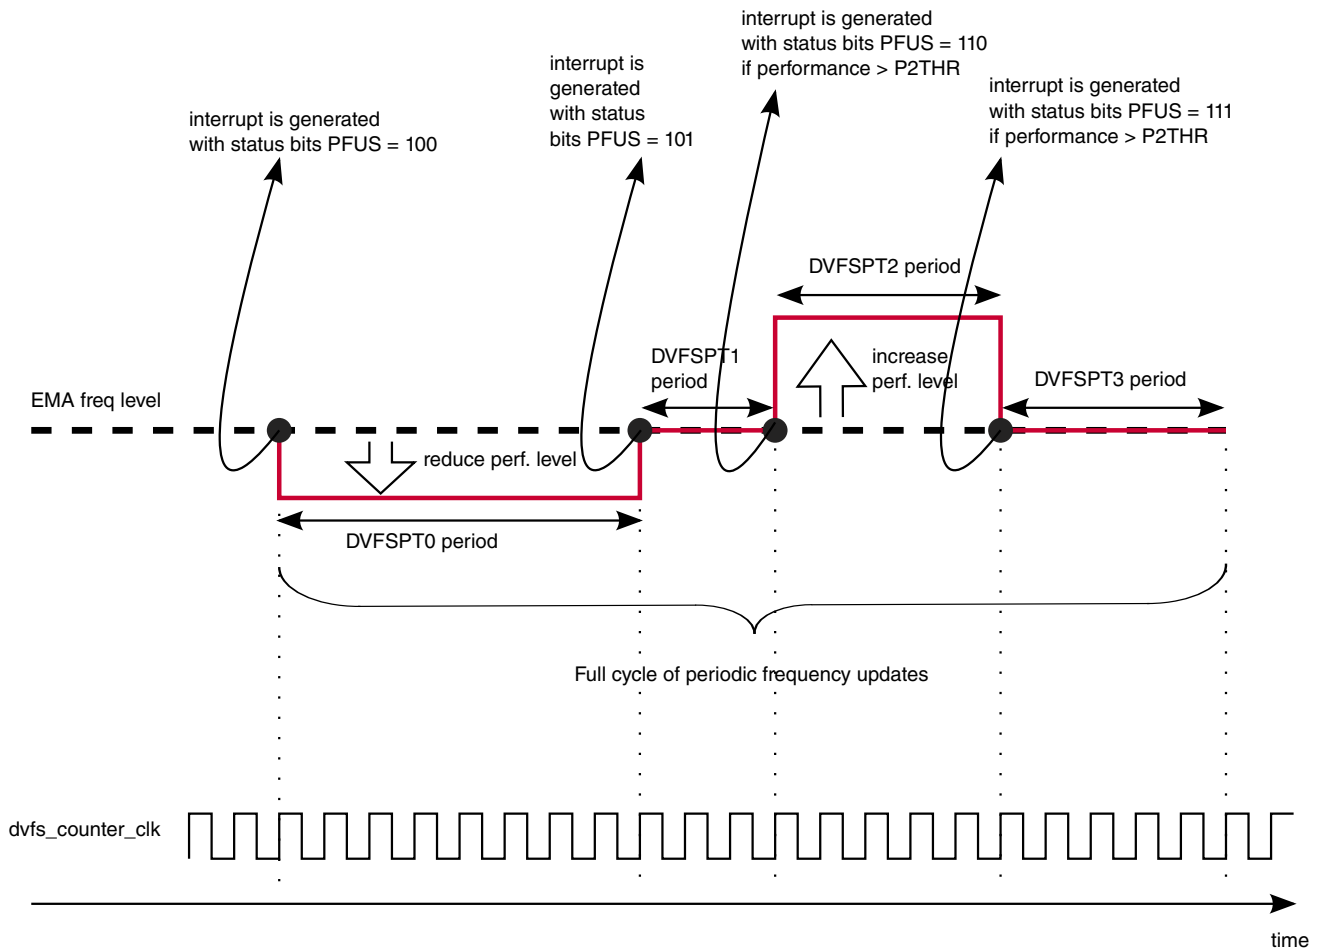 interrupt is generated
with status bits PFUS = 110
if performance > P2THR
interrupt is
generated
with status
bits PFUS = 101
interrupt is generated
with status bits PFUS = 111
if performance > P2THR
interrupt is generated
with status bits PFUS = 100
DVFSPT2 period
DVFSPT1
period
increase
perf. level
DVFSPT3 period
EMA freq level
reduce perf. level
DVFSPT0 period
Full cycle of periodic frequency updates
dvfs_counter_clk
time